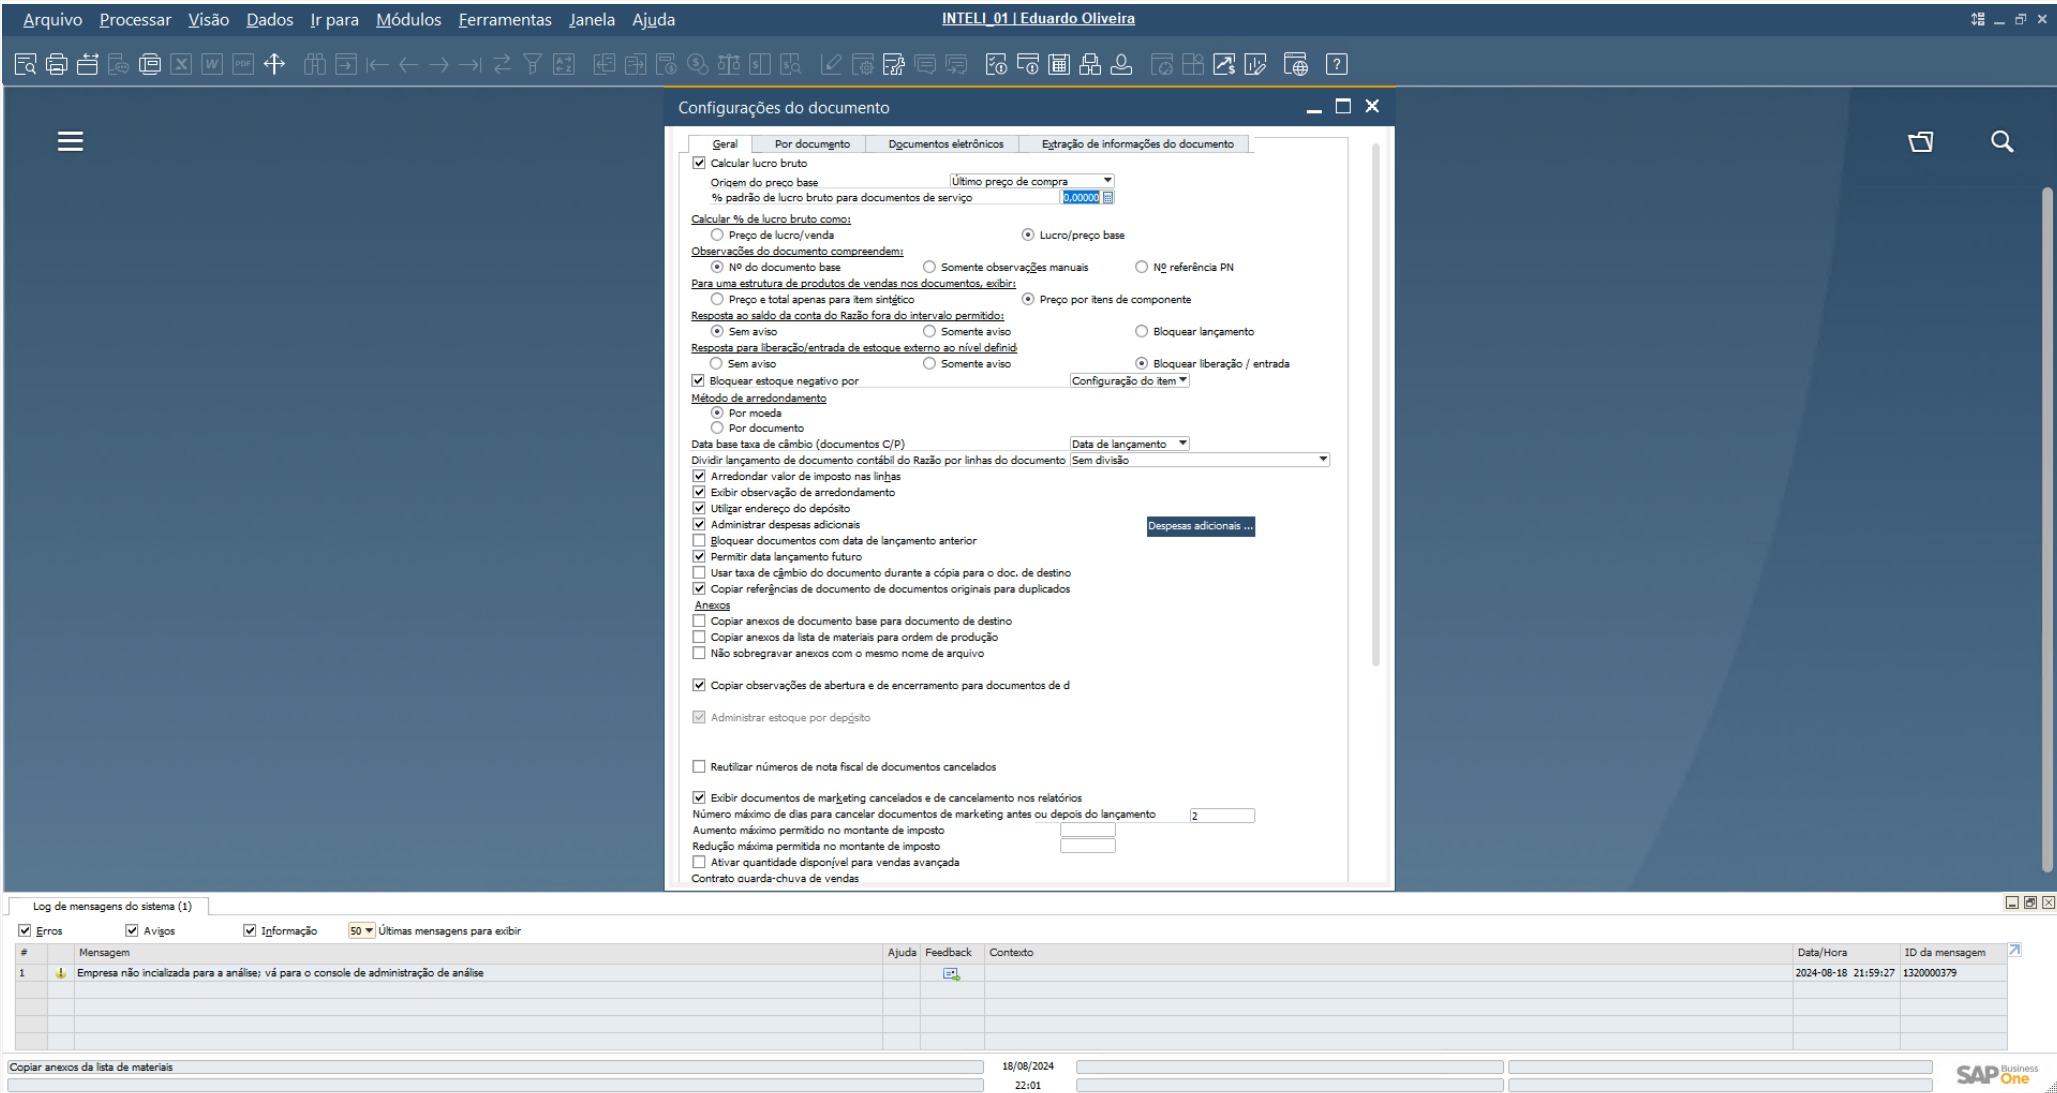 Arquivo Processar Visão Dados Ir para Módulos Ferramentas Janela Ajuda
INTELI_01 | Eduardo Oliveira
Configurações do documento
Geral Por documento Documentos eletrônicos Extração de informações do documento
Calcular lucro bruto
Origem do preço base Último preço de compra
% padrão de lucro bruto para documentos de serviço 0,00000
Calcular % de lucro bruto como:
Preço de lucro/venda Lucro/preço base
Observações do documento compreendem:
Nº do documento base Somente observações manuais Nº referência PN
Para uma estrutura de produtos de vendas nos documentos, exibir:
Preço e total apenas para item sintético Preço por itens de componente
Resposta ao saldo da conta do Razão fora do intervalo permitido:
Sem aviso Somente aviso Bloquear lançamento
Resposta para liberação/entrada de estoque externo ao nível definid
Sem aviso Somente aviso Bloquear liberação / entrada
Bloquear estoque negativo por Configuração do item
Método de arredondamento
Por moeda
Por documento
Data base taxa de câmbio (documentos C/P) Data de lançamento
Dividir lançamento de documento contábil do Razão por linhas do documento Sem divisão
Arredondar valor de imposto nas linhas
Exibir observação de arredondamento
Utilizar endereço do depósito
Administrar despesas adicionais Despesas adicionais ...
Bloquear documentos com data de lançamento anterior
Permitir data lançamento futuro
Usar taxa de câmbio do documento durante a cópia para o doc. de destino
Copiar referências de documento de documentos originais para duplicados
Anexos
Copiar anexos de documento base para documento de destino
Copiar anexos da lista de materiais para ordem de produção
Não sobregravar anexos com o mesmo nome de arquivo
Copiar observações de abertura e de encerramento para documentos de d
Administrar estoque por depósito
Reutilizar números de nota fiscal de documentos cancelados
Exibir documentos de marketing cancelados e de cancelamento nos relatórios
Número máximo de dias para cancelar documentos de marketing antes ou depois do lançamento 2
Aumento máximo permitido no montante de imposto
Redução máxima permitida no montante de imposto
Ativar quantidade disponível para vendas avançada
Contrato guarda-chuva de vendas
Log de mensagens do sistema (1)
Erros Avisos Informação 50 Últimas mensagens para exibir
# Mensagem Ajuda Feedback Contexto Data/Hora ID da mensagem
1 Empresa não incializada para a análise; vá para o console de administração de análise 2024-08-18 21:59:27 1320000379
Copiar anexos da lista de materiais 18/08/2024
22:01
SAP Business One